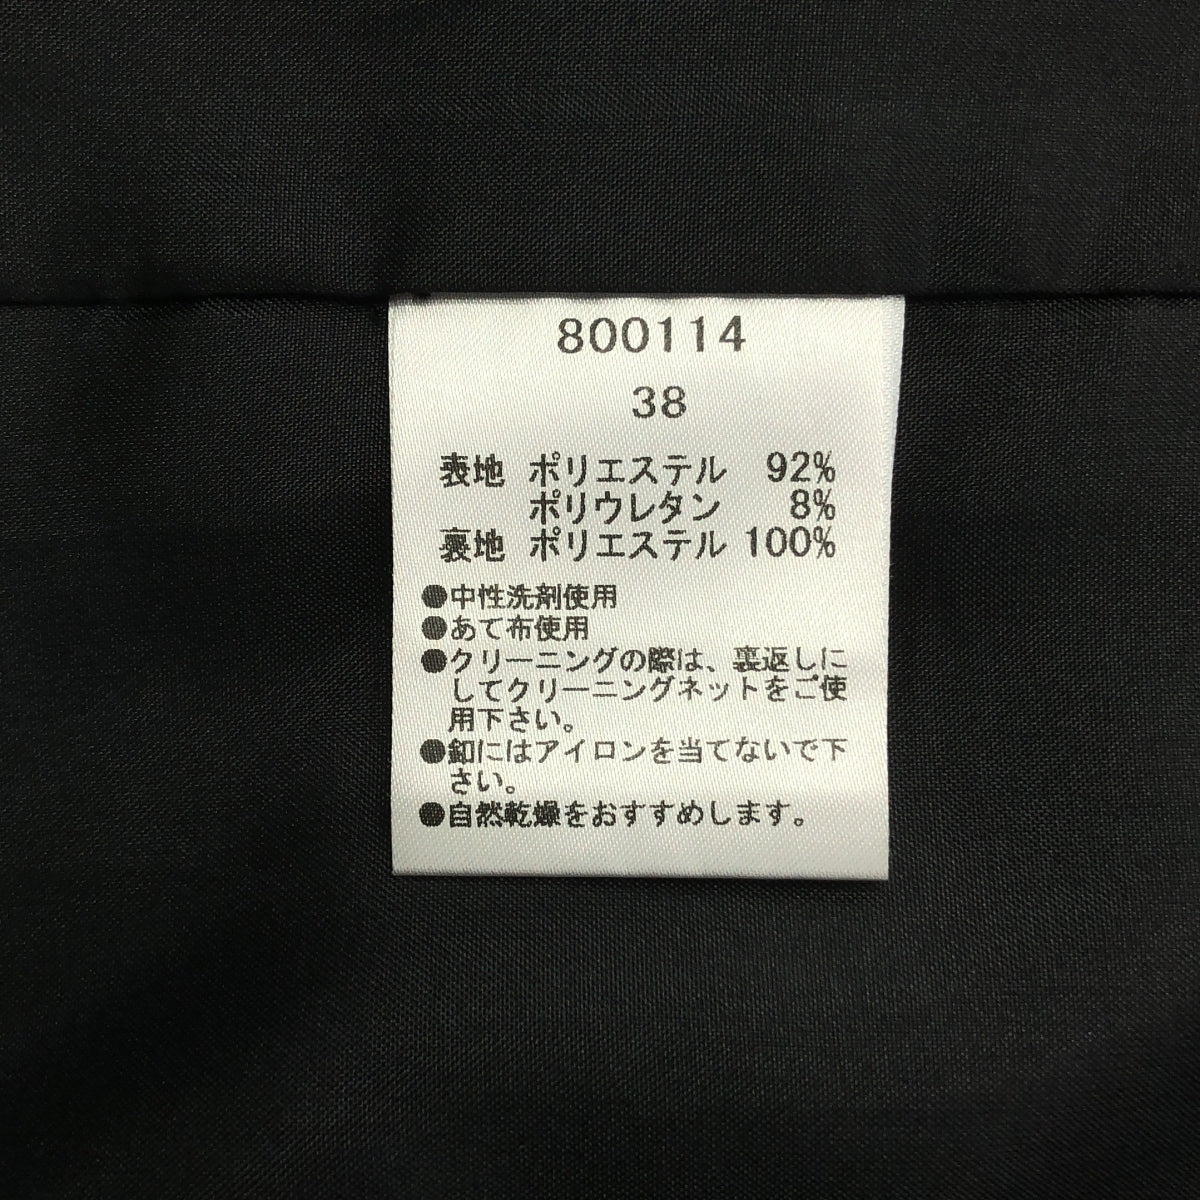 800114
38
表地 ポリエステル 92%
ポリウレタン 8%
裏地 ポリエステル 100%
●中性洗剤使用
●あて布使用
●クリーニングの際は、裏返しに
してクリーニングネットをご使
用下さい。
●釦にはアイロンを当てないで下
さい。
●自然乾燥をおすすめします。